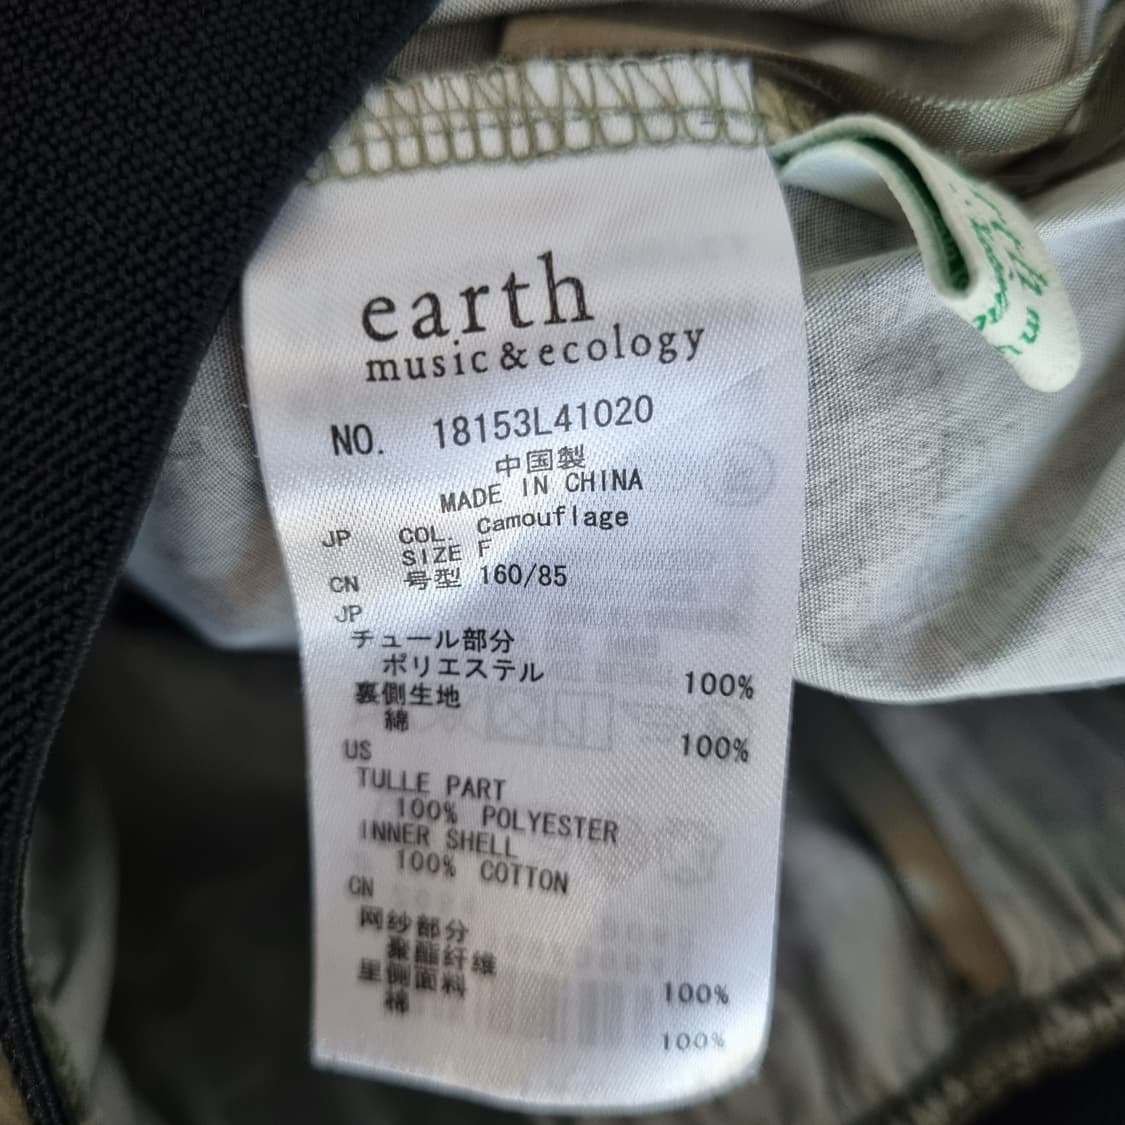 earth
music & ecology
NO. 18153L41020
中国製
MADE IN CHINA
JP COL. Camouflage
SIZE F
CN 号型 160/85
JP
チュール部分
ポリエステル 100%
裏側生地
綿 100%
US
TULLE PART
100% POLYESTER
INNER SHELL
100% COTTON
CN
网纱部分
聚酯纤维 100%
里侧面料
棉 100%